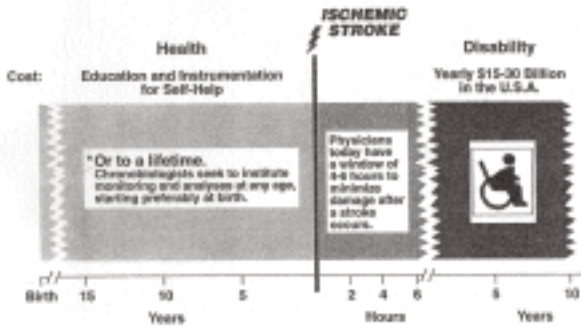 ISCHEMIC
STROKE
Health
Disability
Cost:
Education and Instrumentation
for Self-Help
Yearly $15-30 Billion
in the U.S.A.
*Or to a lifetime.
Chronobiologists seek to institute
monitoring and analyses at any age,
starting preferably at birth.
Physicians
today have
a window of
4-6 hours to
minimize
damage after
a stroke
occurs.
Birth 15 10 5 2 4 6 5 10
Years Hours Years